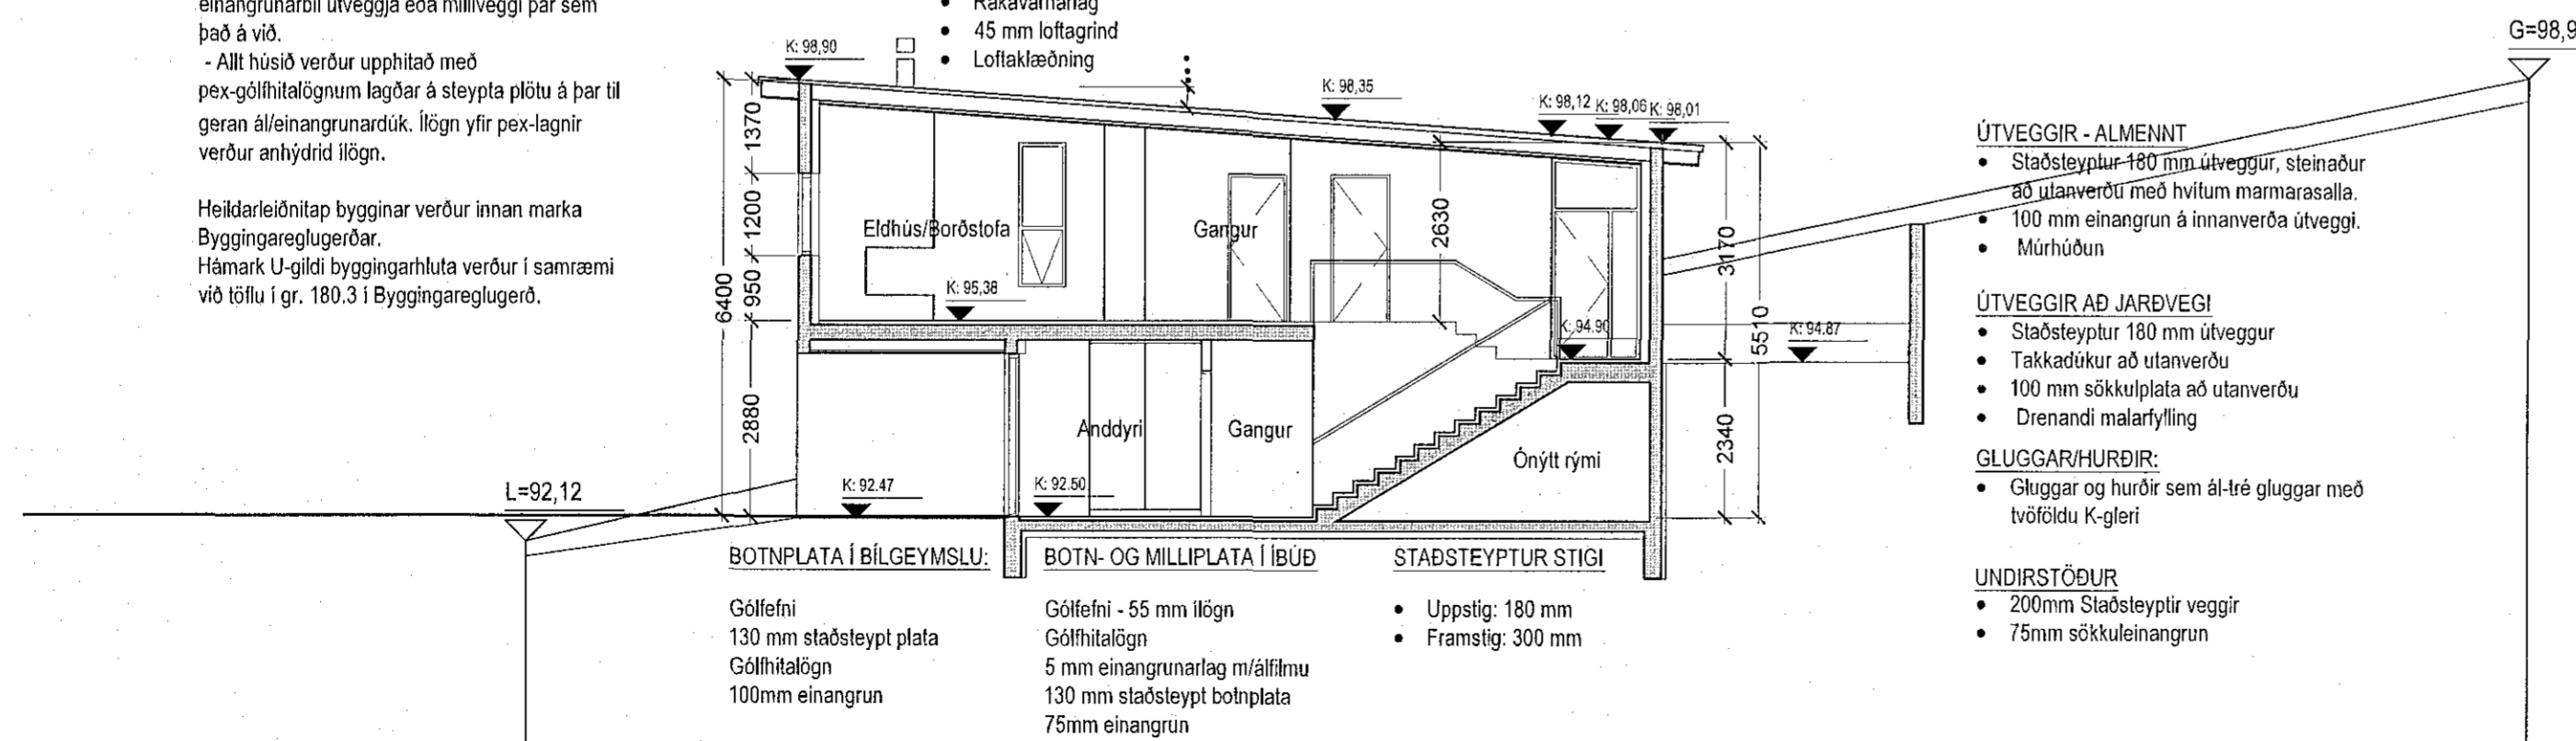 einangrunarbil útveggja eða milliveggi þar sem
það á við.
- Allt húsið verður upphitað með
pex-gólfhitalögnum lagðar á steypta plötu á þar til
geran ál/einangrunardúk. Ílögn yfir pex-lagnir
verður anhýdrid ílögn.
Heildarleiðnitap bygginar verður innan marka
Byggingareglugerðar.
Hámark U-gildi byggingarhluta verður í samræmi
við töflu í gr. 180.3 í Byggingareglugerð.
• Rakavarnarlag
• 45 mm loftagrind
• Loftaklæðning
K: 98,90
K: 98,35
K: 98,12
K: 98,06
K: 98,01
G=98,9
6400
1370
1200
950
2880
Eldhús/Borðstofa
Gangur
K: 95,38
2630
3170
5510
2340
K: 94.90
K: 94.87
Anddyri
Gangur
Ónýtt rými
L=92,12
K: 92.47
K: 92.50
BOTNPLATA Í BÍLGEYMSLU:
Gólfefni
130 mm staðsteypt plata
Gólfhitalögn
100mm einangrun
BOTN- OG MILLIPLATA Í ÍBÚÐ
Gólfefni - 55 mm ílögn
Gólfhitalögn
5 mm einangrunarlag m/álfilmu
130 mm staðsteypt botnplata
75mm einangrun
STAÐSTEYPTUR STIGI
• Uppstig: 180 mm
• Framstig: 300 mm
ÚTVEGGIR - ALMENNT
• Staðsteyptur 180 mm útveggur, steinaður
að utanverðu með hvítum marmarasalla.
• 100 mm einangrun á innanverða útveggi.
• Múrhúðun
ÚTVEGGIR AÐ JARÐVEGI
• Staðsteyptur 180 mm útveggur
• Takkadúkur að utanverðu
• 100 mm sökkulplata að utanverðu
• Drenandi malarfylling
GLUGGAR/HURÐIR:
• Gluggar og hurðir sem ál-tré gluggar með
tvöföldu K-gleri
UNDIRSTÖÐUR
• 200mm Staðsteyptir veggir
• 75mm sökkuleinangrun